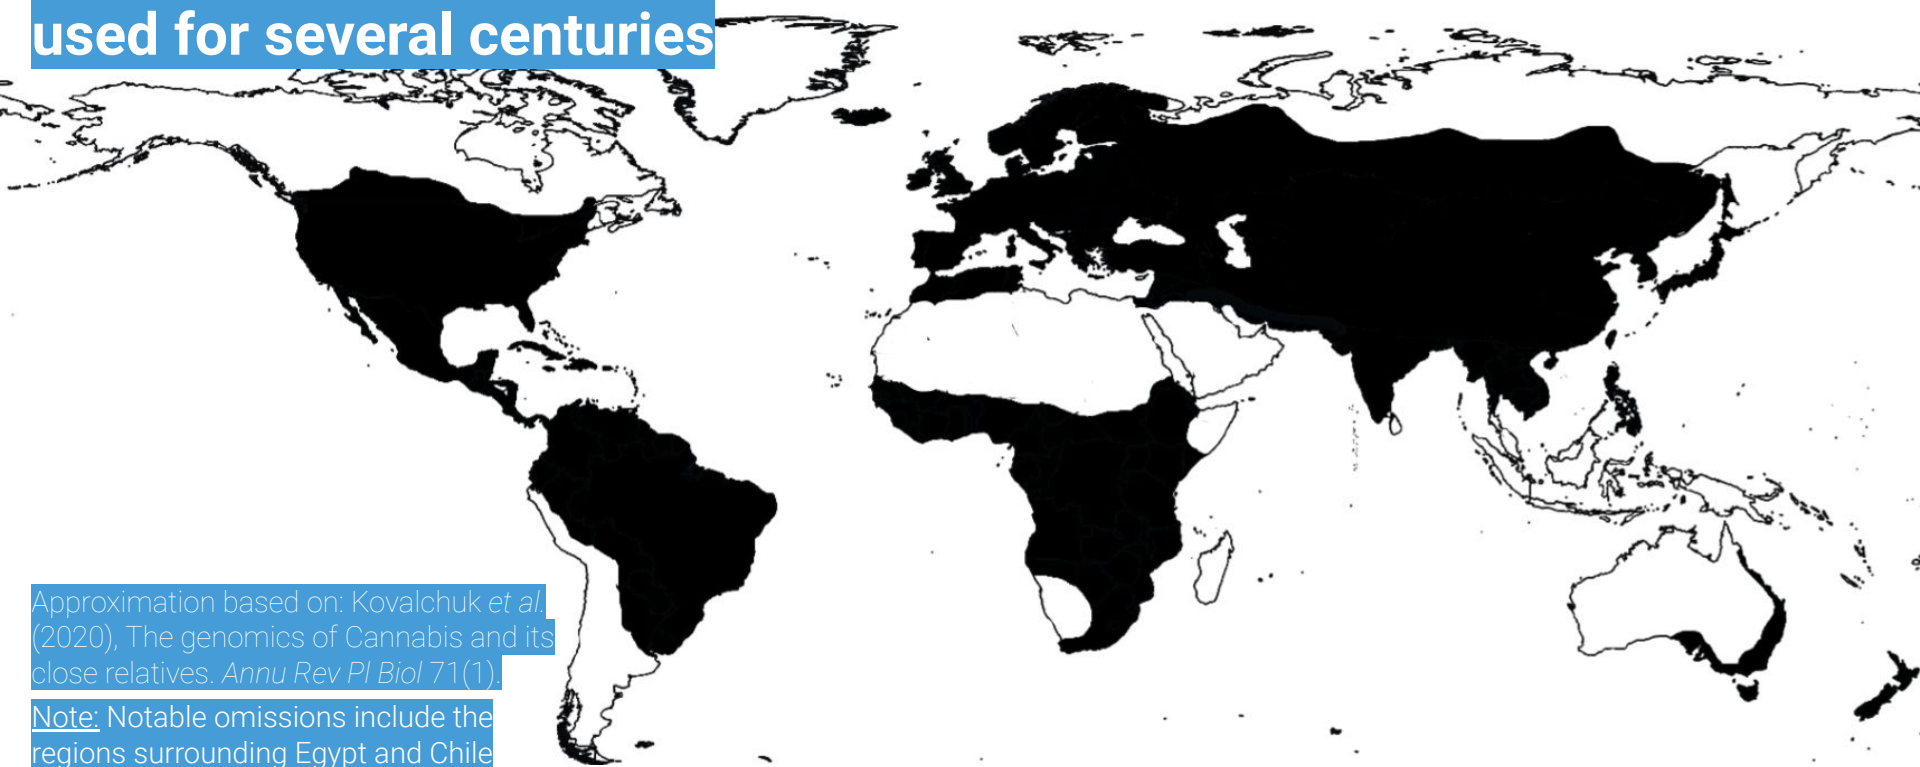 used for several centuries
Approximation based on: Kovalchuk et al.
(2020), The genomics of Cannabis and its
close relatives. Annu Rev Pl Biol 71(1).
Note: Notable omissions include the
regions surrounding Egypt and Chile